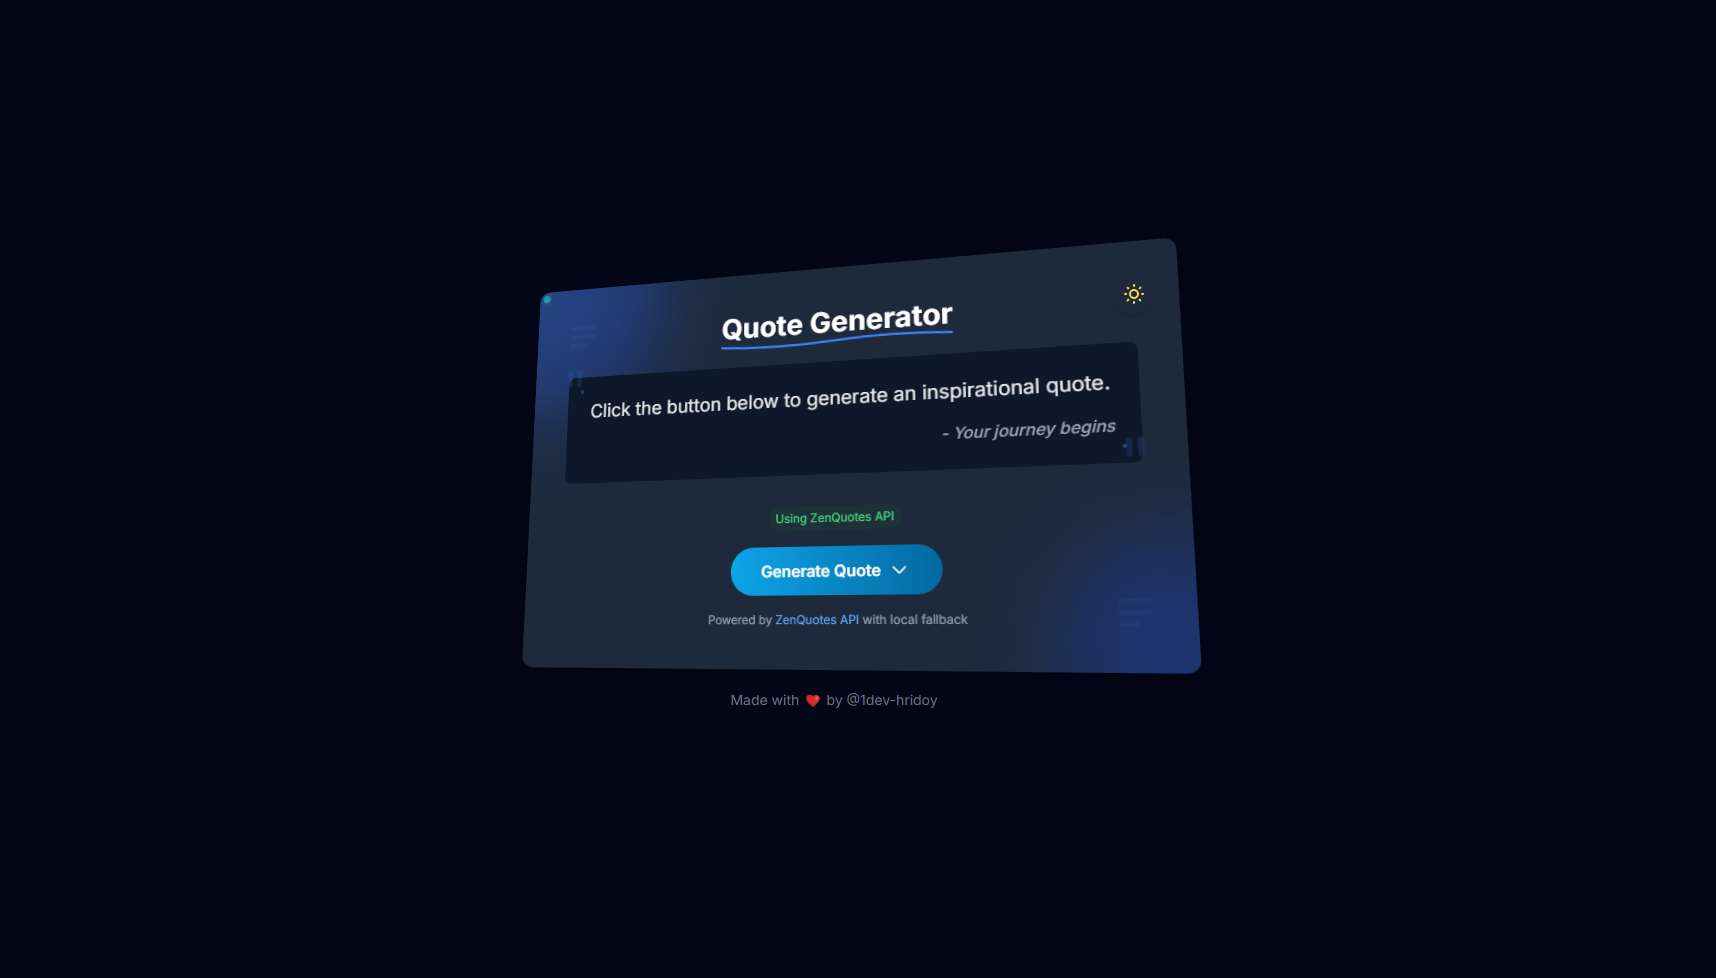 Quote Generator
Click the button below to generate an inspirational quote.
- Your journey begins
Using ZenQuotes API
Generate Quote
Powered by ZenQuotes API with local fallback
Made with ❤️ by @1dev-hridoy